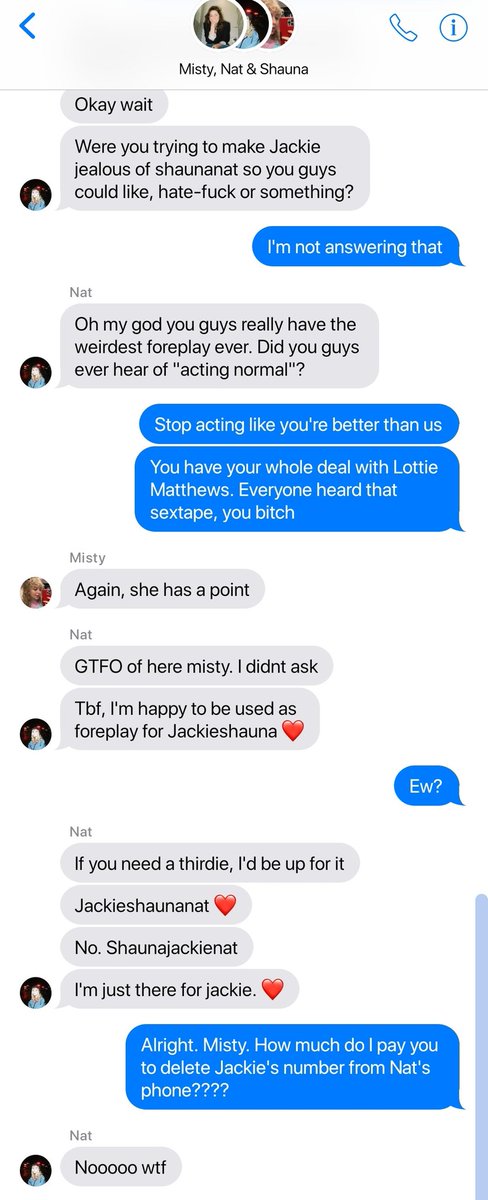 Misty, Nat & Shauna
Okay wait
Were you trying to make Jackie
jealous of shaunanat so you guys
could like, hate-fuck or something?
I'm not answering that
Nat
Oh my god you guys really have the
weirdest foreplay ever. Did you guys
ever hear of "acting normal"?
Stop acting like you're better than us
You have your whole deal with Lottie
Matthews. Everyone heard that
sextape, you bitch
Misty
Again, she has a point
Nat
GTFO of here misty. I didnt ask
Tbf, I'm happy to be used as
foreplay for Jackieshauna ❤️
Ew?
Nat
If you need a thirdie, I'd be up for it
Jackieshaunanat ❤️
No. Shaunajackienat
I'm just there for jackie. ❤️
Alright. Misty. How much do I pay you
to delete Jackie's number from Nat's
phone????
Nat
Nooooo wtf